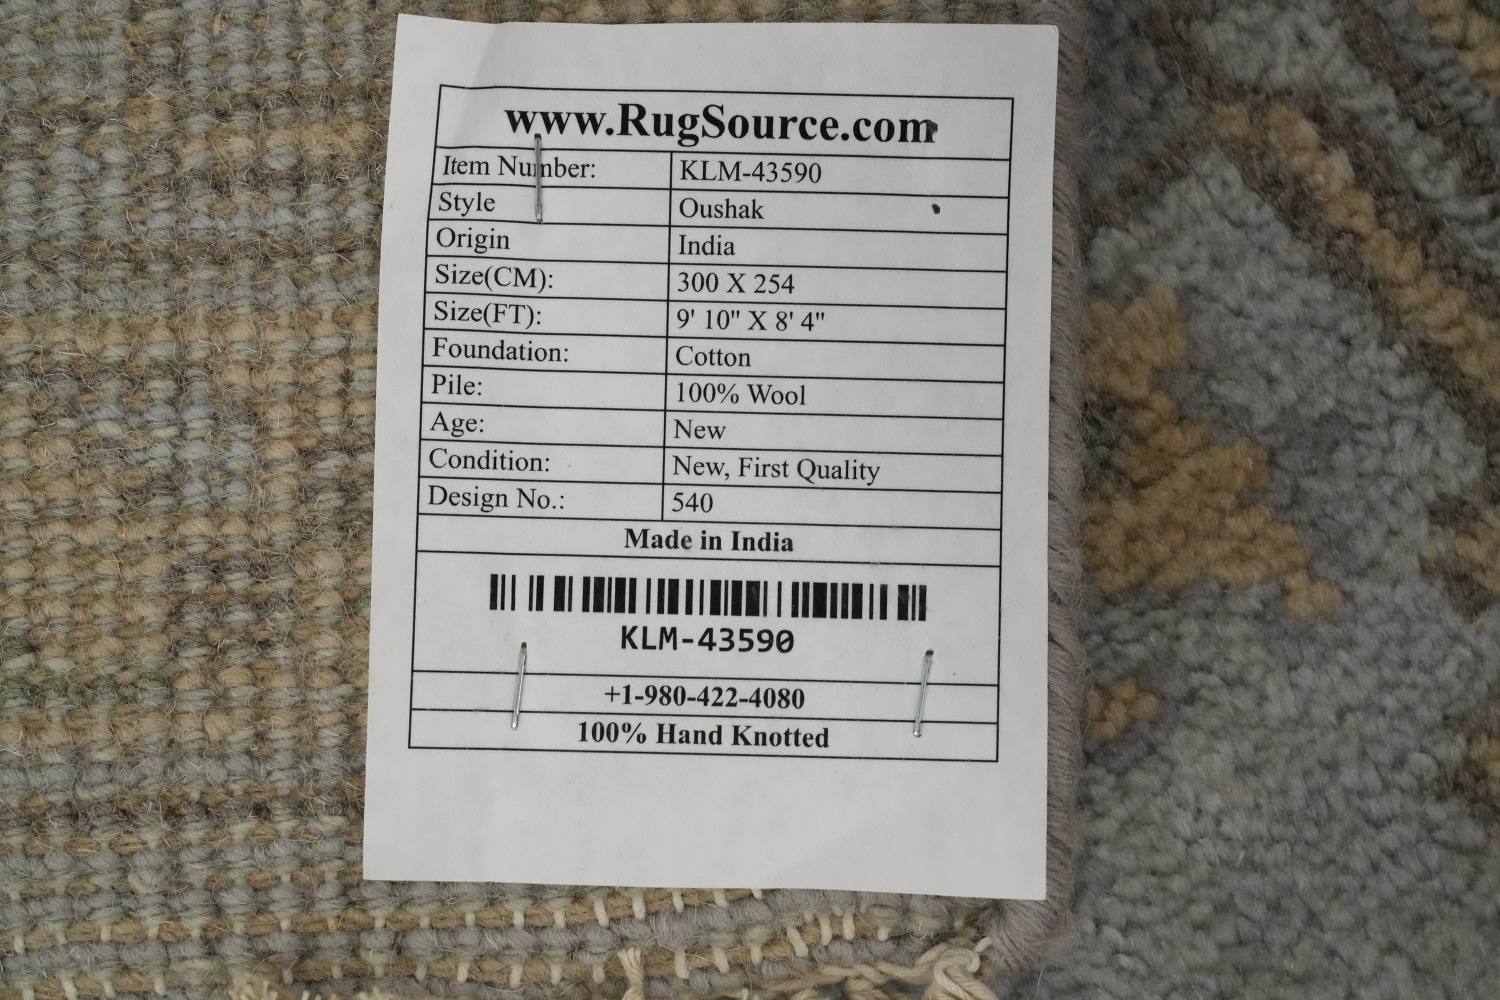 www.RugSource.com
Item Number: KLM-43590
Style Oushak
Origin India
Size(CM): 300 X 254
Size(FT): 9' 10" X 8' 4"
Foundation: Cotton
Pile: 100% Wool
Age: New
Condition: New, First Quality
Design No.: 540
Made in India
KLM-43590
+1-980-422-4080
100% Hand Knotted